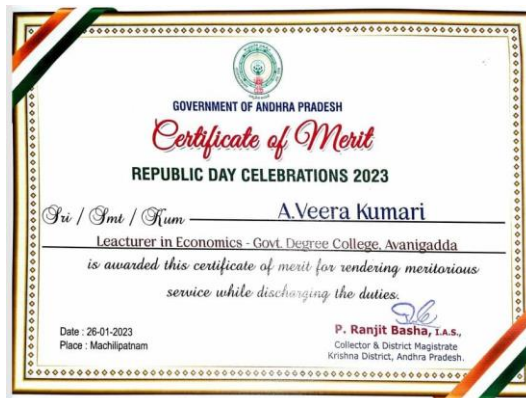 GOVERNMENT OF ANDHRA PRADESH
Certificate of Merit
REPUBLIC DAY CELEBRATIONS 2023
Sri / Smt / Kum A.Veera Kumari
Leacturer in Economics - Govt. Degree College, Avanigadda
is awarded this certificate of merit for rendering meritorious
service while discharging the duties.
Date : 26-01-2023
Place : Machilipatnam
P. Ranjit Basha, I.A.S.,
Collector & District Magistrate
Krishna District, Andhra Pradesh.